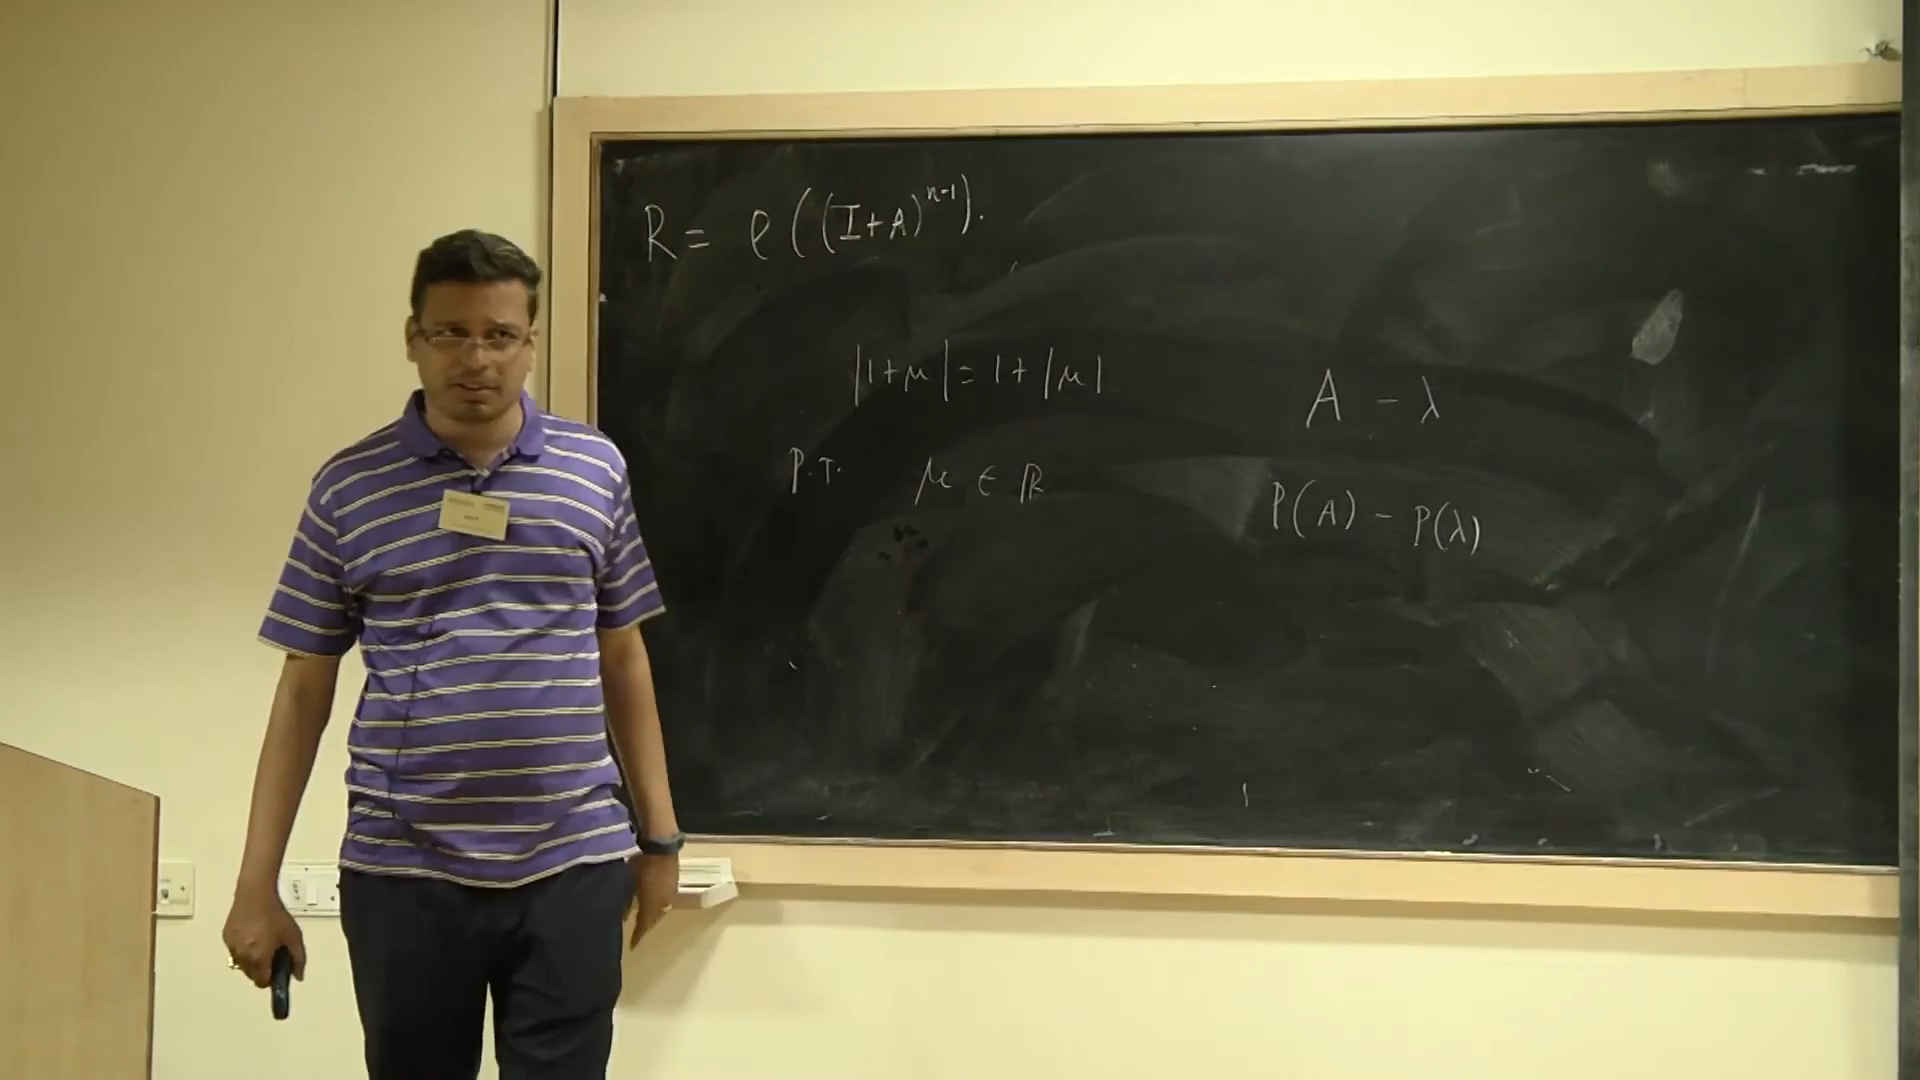 R = ρ((I+A)ⁿ⁻¹).
|1+μ| = 1+|μ|
P.T. μ ∈ ℝ
A - λ
P(A) - P(λ)